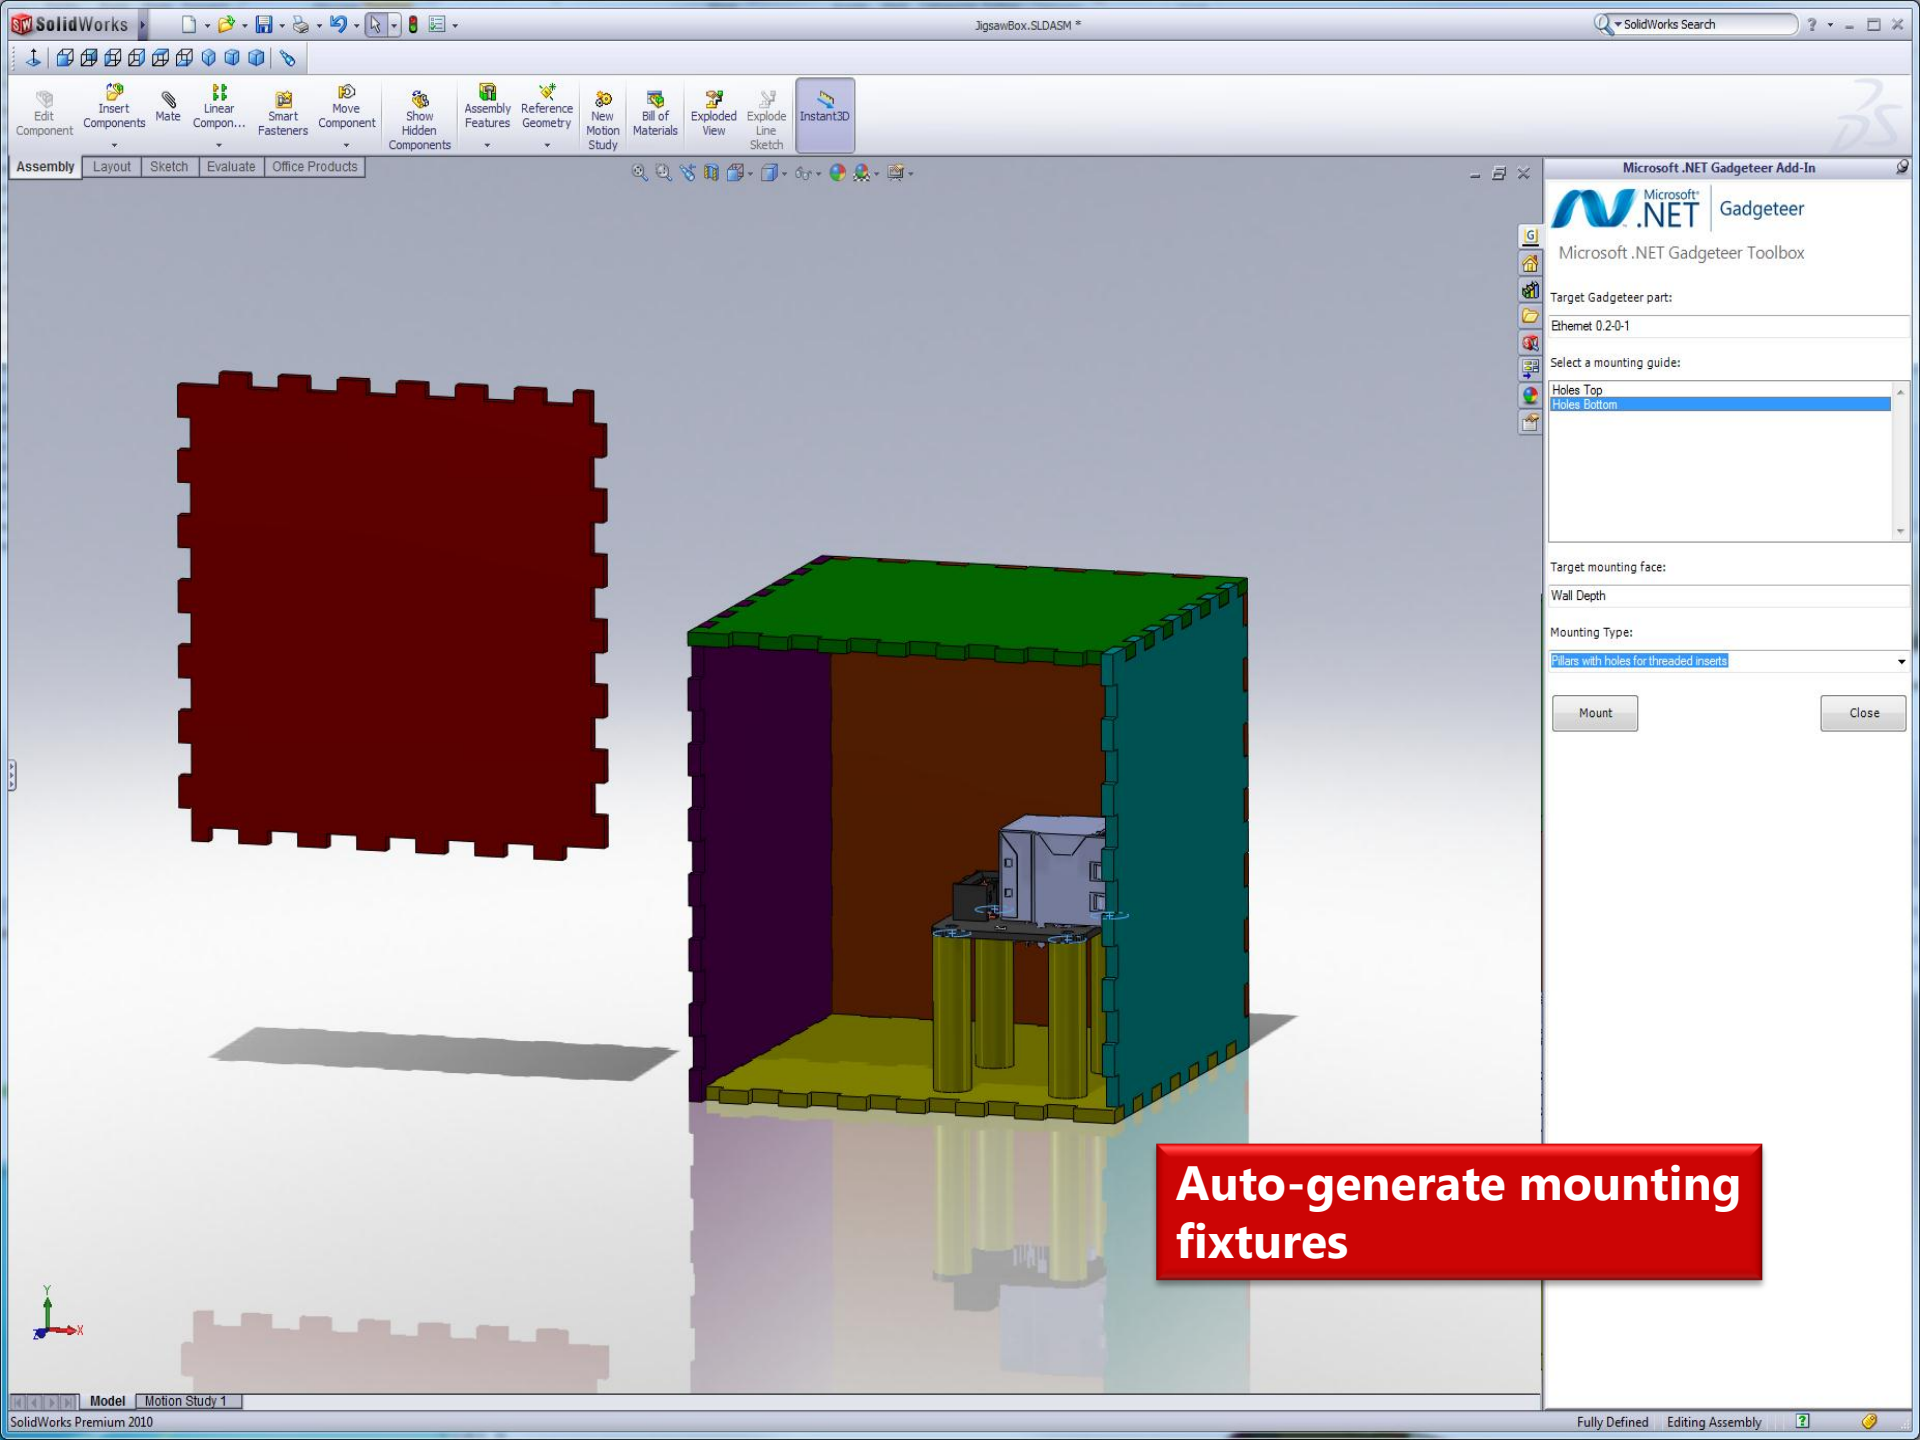 SolidWorks
JigsawBox.SLDASM *
SolidWorks Search
?
Edit Component
Insert Components
Mate
Linear Compon...
Smart Fasteners
Move Component
Show Hidden Components
Assembly Features
Reference Geometry
New Motion Study
Bill of Materials
Exploded View
Explode Line Sketch
Instant3D
Assembly
Layout
Sketch
Evaluate
Office Products
Microsoft .NET Gadgeteer Add-In
Microsoft
.NET
Gadgeteer
Microsoft .NET Gadgeteer Toolbox
G
Target Gadgeteer part:
Ethernet 0.2-0-1
Select a mounting guide:
Holes Top
Holes Bottom
Target mounting face:
Wall Depth
Mounting Type:
Pillars with holes for threaded inserts
Mount
Close
Auto-generate mounting
fixtures
Y
X
Z
Model
Motion Study 1
SolidWorks Premium 2010
Fully Defined
Editing Assembly
?